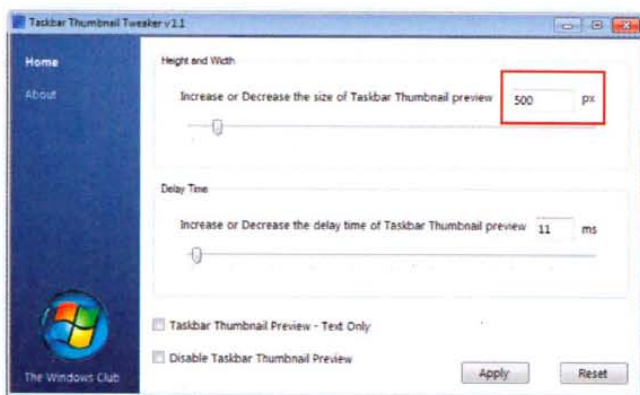 Taskbar Thumbnail Tweaker v1.1
Home
About
Height and Width
Increase or Decrease the size of Taskbar Thumbnail preview 500 px
Delay Time
Increase or Decrease the delay time of Taskbar Thumbnail preview 11 ms
Taskbar Thumbnail Preview - Text Only
Disable Taskbar Thumbnail Preview
The Windows Club
Apply Reset